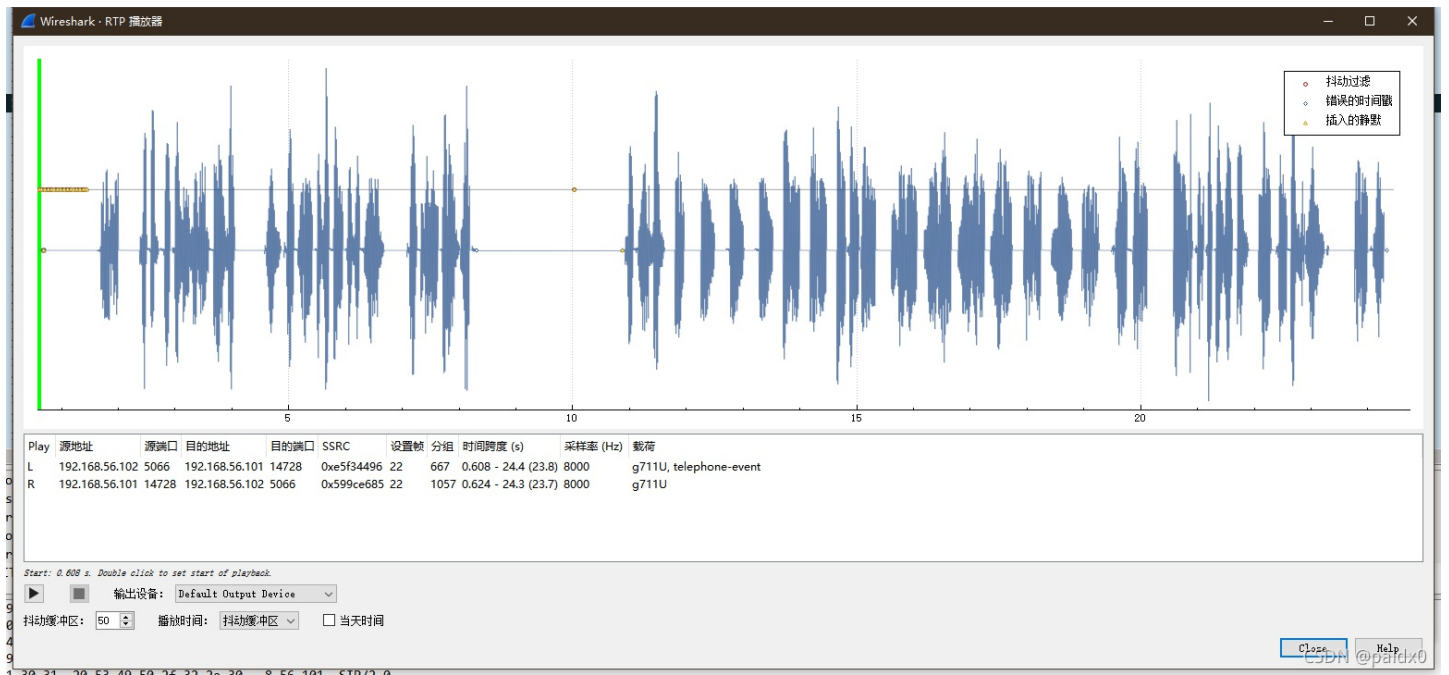 Wireshark · RTP 播放器
抖动过滤
错误的时间戳
插入的静默
5 10 15 20
Play 源地址 源端口 目的地址 目的端口 SSRC 设置帧 分组 时间跨度 (s) 采样率 (Hz) 载荷
L 192.168.56.102 5066 192.168.56.101 14728 0xe5f34496 22 667 0.608 - 24.4 (23.8) 8000 g711U, telephone-event
R 192.168.56.101 14728 192.168.56.102 5066 0x599ce685 22 1057 0.624 - 24.3 (23.7) 8000 g711U
Start: 0.608 s. Double click to set start of playback.
输出设备: Default Output Device
抖动缓冲区: 50 播放时间: 抖动缓冲区 当天时间
Close Help
CSDN @paidx0